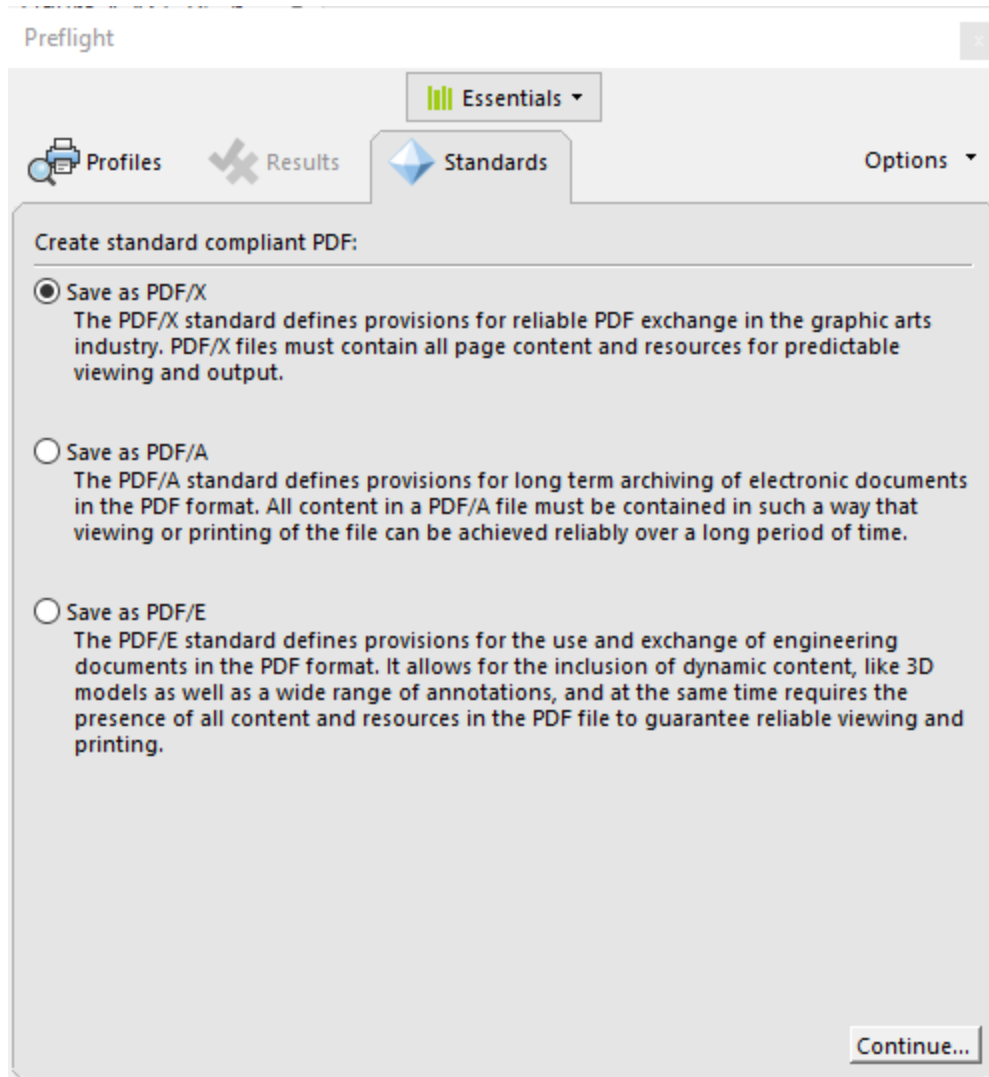 Preflight
Essentials
Profiles
Results
Standards
Options
Create standard compliant PDF:
Save as PDF/X
The PDF/X standard defines provisions for reliable PDF exchange in the graphic arts
industry. PDF/X files must contain all page content and resources for predictable
viewing and output.
Save as PDF/A
The PDF/A standard defines provisions for long term archiving of electronic documents
in the PDF format. All content in a PDF/A file must be contained in such a way that
viewing or printing of the file can be achieved reliably over a long period of time.
Save as PDF/E
The PDF/E standard defines provisions for the use and exchange of engineering
documents in the PDF format. It allows for the inclusion of dynamic content, like 3D
models as well as a wide range of annotations, and at the same time requires the
presence of all content and resources in the PDF file to guarantee reliable viewing and
printing.
Continue...